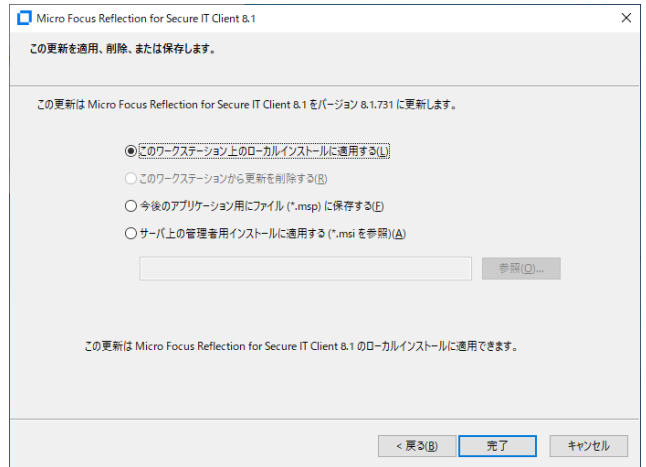 Micro Focus Reflection for Secure IT Client 8.1
この更新を適用、削除、または保存します。
この更新は Micro Focus Reflection for Secure IT Client 8.1 をバージョン 8.1.731 に更新します。
このワークステーション上のローカルインストールに適用する(L)
このワークステーションから更新を削除する(R)
今後のアプリケーション用にファイル (*.msp) に保存する(F)
サーバ上の管理者用インストールに適用する (*.msi を参照)(A)
参照(O)...
この更新は Micro Focus Reflection for Secure IT Client 8.1 のローカルインストールに適用できます。
< 戻る(B) 完了 キャンセル